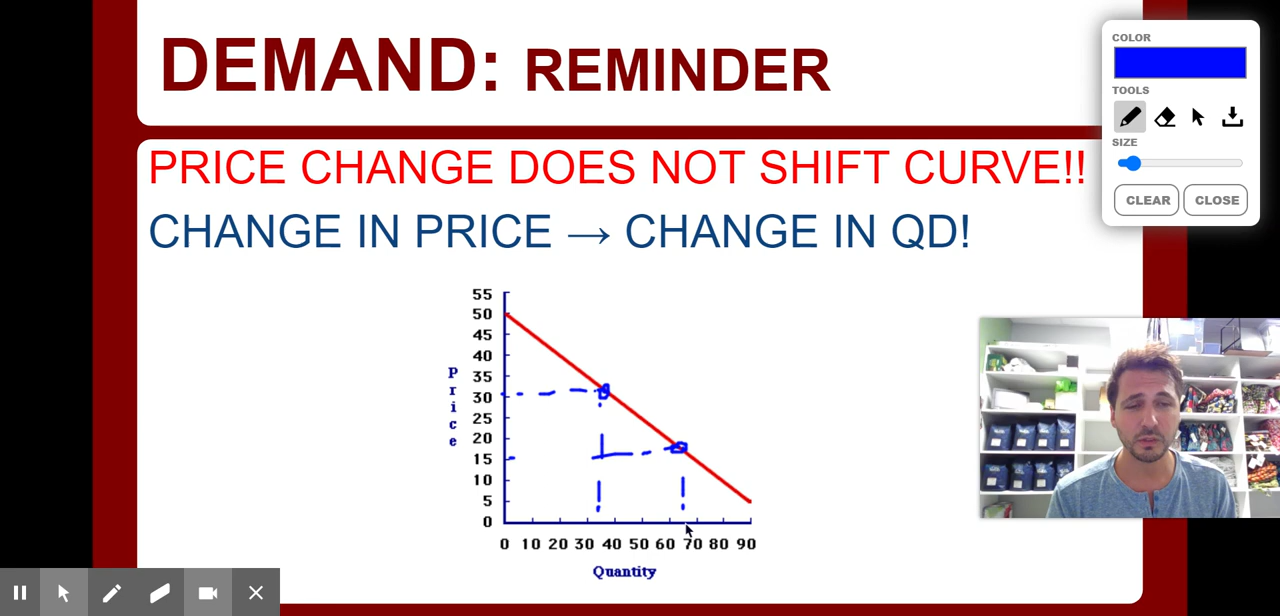 DEMAND: REMINDER
PRICE CHANGE DOES NOT SHIFT CURVE!!
CHANGE IN PRICE → CHANGE IN QD!
COLOR
TOOLS
SIZE
CLEAR CLOSE
55
50
45
40
35
30
25
20
15
10
5
0
Price
0 10 20 30 40 50 60 70 80 90
Quantity